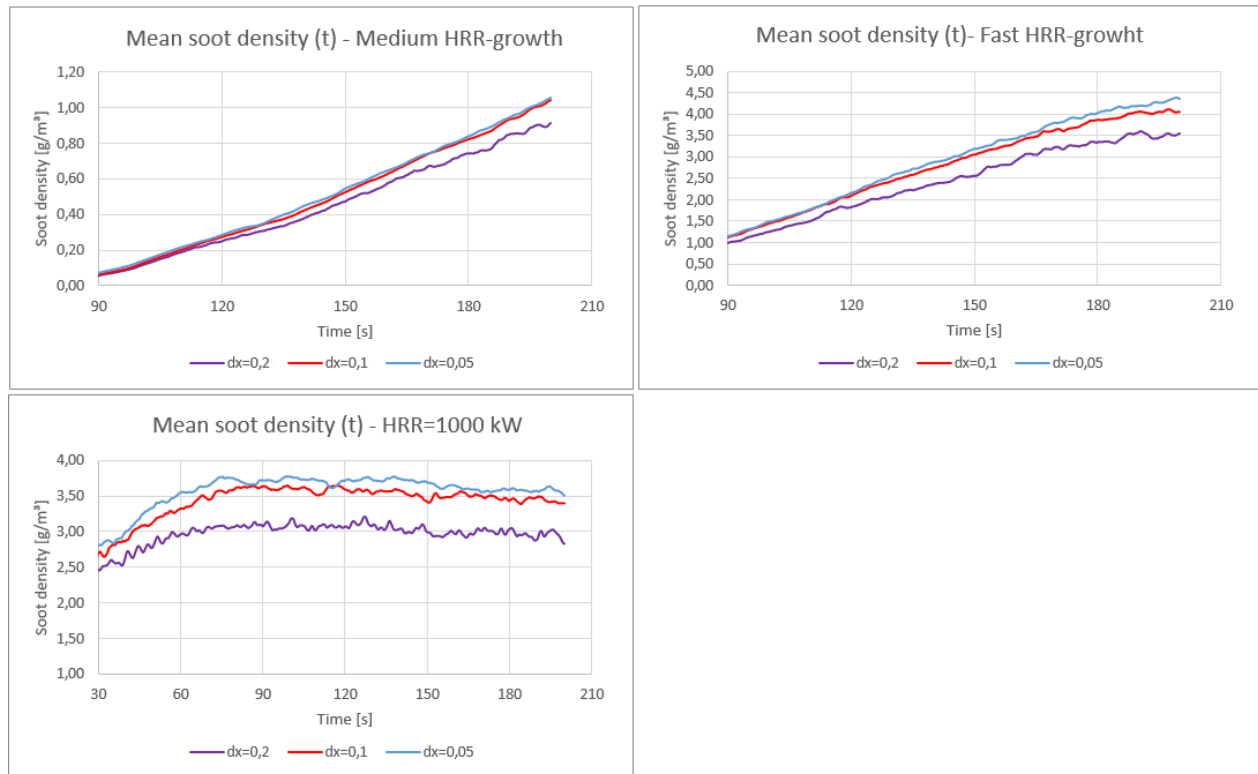 Mean soot density (t) - Medium HRR-growth
1,20
1,00
0,80
0,60
0,40
0,20
0,00
Soot density [g/m³]
90 120 150 180 210
Time [s]
dx=0,2 dx=0,1 dx=0,05
Mean soot density (t)- Fast HRR-growht
5,00
4,50
4,00
3,50
3,00
2,50
2,00
1,50
1,00
0,50
0,00
Soot density [g/m³]
90 120 150 180 210
Time [s]
dx=0,2 dx=0,1 dx=0,05
Mean soot density (t) - HRR=1000 kW
4,00
3,50
3,00
2,50
2,00
1,50
1,00
Soot density [g/m³]
30 60 90 120 150 180 210
Time [s]
dx=0,2 dx=0,1 dx=0,05